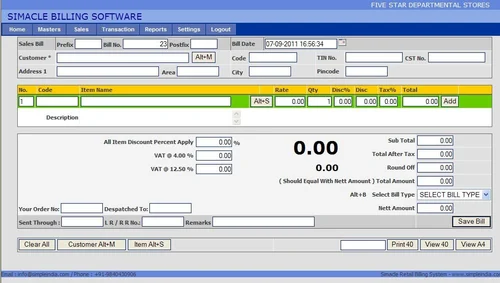 FIVE STAR DEPARTMENTAL STORES
SIMACLE BILLING SOFTWARE
Home Masters Sales Transaction Reports Settings Logout
Sales Bill Prefix Bill No. 23 Postfix Bill Date 07-09-2011 16:56:34
Customer * Alt+M Code TIN No. CST No.
Address 1 Area City Pincode
No. Code Item Name Rate Qty Disc% Disc Tax% Total
1 Alt+S 0.00 1 0.00 0.00 0.00 0.00 Add
Description
All Item Discount Percent Apply 0.00 % 0.00 Sub Total 0.00
VAT @ 4.00 % 0.00 Total After Tax 0.00
VAT @ 12.50 % 0.00 0.00 Round Off 0.00
( Should Equal With Nett Amount ) Total Amount 0.00
Alt+8 Select Bill Type SELECT BILL TYPE
Your Order No: Despatched To: Nett Amount 0.00
Sent Through : L R / R R No.: Remarks Save Bill
Clear All Customer Alt+M Item Alt+S Print 40 View 40 View A4
Simacle Retail Billing System - www.simpleindia.com